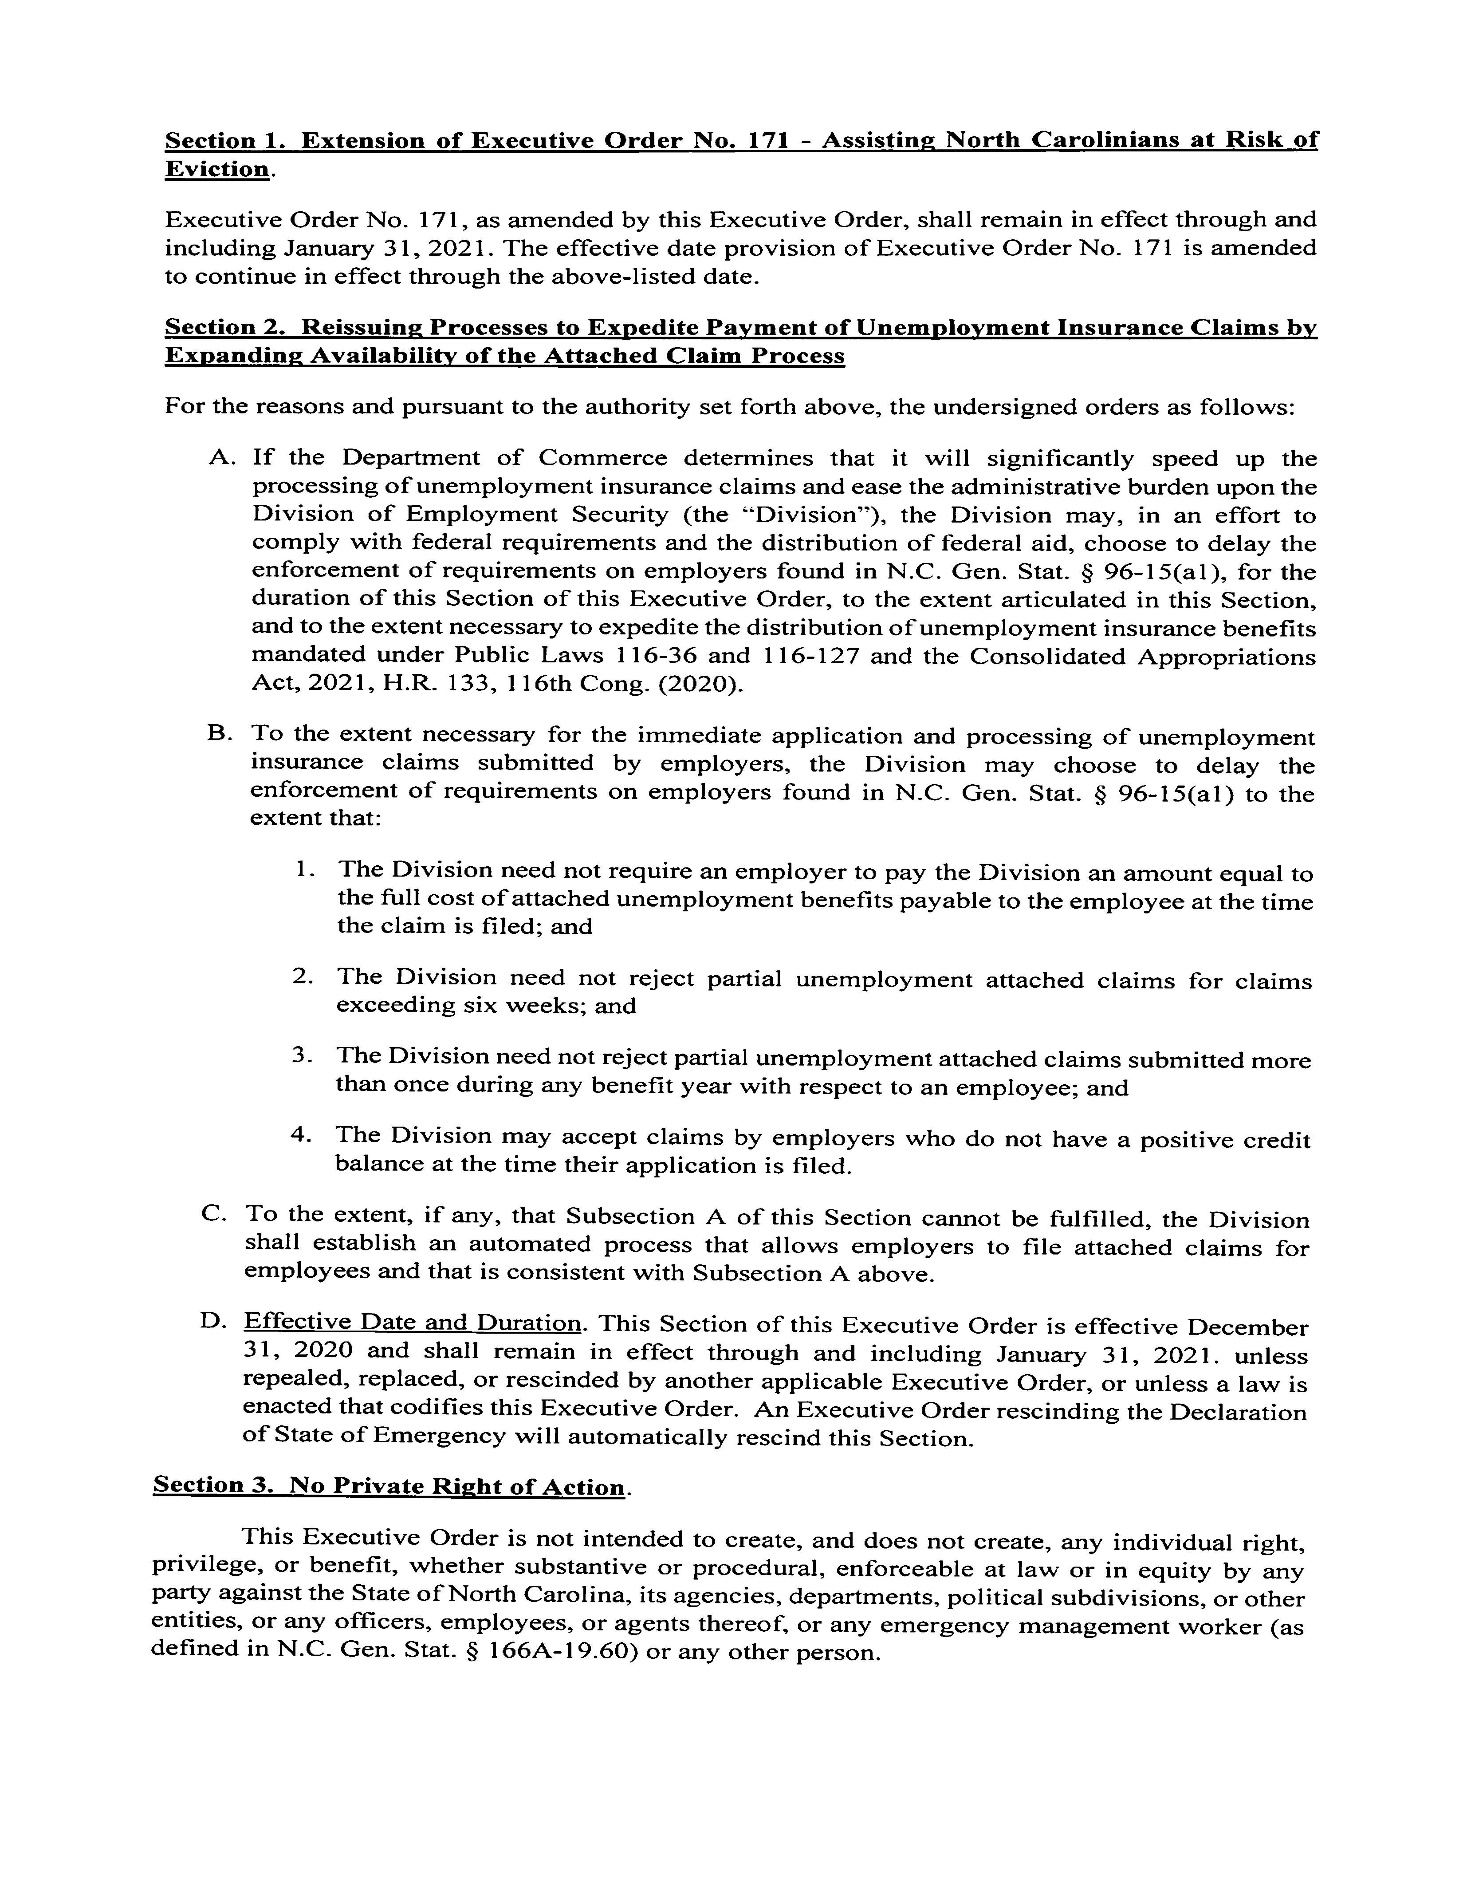 Section 1. Extension of Executive Order No. 171 - Assisting North Carolinians at Risk of
Eviction.
Executive Order No. 171, as amended by this Executive Order, shall remain in effect through and
including January 31, 2021. The effective date provision of Executive Order No. 171 is amended
to continue in effect through the above-listed date.
Section 2. Reissuing Processes to Expedite Payment of Unemployment Insurance Claims by
Expanding Availability of the Attached Claim Process
For the reasons and pursuant to the authority set forth above, the undersigned orders as follows:
A. If the Department of Commerce determines that it will significantly speed up the
processing of unemployment insurance claims and ease the administrative burden upon the
Division of Employment Security (the “Division”), the Division may, in an effort to
comply with federal requirements and the distribution of federal aid, choose to delay the
enforcement of requirements on employers found in N.C. Gen. Stat. § 96-15(a1), for the
duration of this Section of this Executive Order, to the extent articulated in this Section,
and to the extent necessary to expedite the distribution of unemployment insurance benefits
mandated under Public Laws 116-36 and 116-127 and the Consolidated Appropriations
Act, 2021, H.R. 133, 116th Cong. (2020).
B. To the extent necessary for the immediate application and processing of unemployment
insurance claims submitted by employers, the Division may choose to delay the
enforcement of requirements on employers found in N.C. Gen. Stat. § 96-15(a1) to the
extent that:
1. The Division need not require an employer to pay the Division an amount equal to
the full cost of attached unemployment benefits payable to the employee at the time
the claim is filed; and
2. The Division need not reject partial unemployment attached claims for claims
exceeding six weeks; and
3. The Division need not reject partial unemployment attached claims submitted more
than once during any benefit year with respect to an employee; and
4. The Division may accept claims by employers who do not have a positive credit
balance at the time their application is filed.
C. To the extent, if any, that Subsection A of this Section cannot be fulfilled, the Division
shall establish an automated process that allows employers to file attached claims for
employees and that is consistent with Subsection A above.
D. Effective Date and Duration. This Section of this Executive Order is effective December
31, 2020 and shall remain in effect through and including January 31, 2021. unless
repealed, replaced, or rescinded by another applicable Executive Order, or unless a law is
enacted that codifies this Executive Order. An Executive Order rescinding the Declaration
of State of Emergency will automatically rescind this Section.
Section 3. No Private Right of Action.
This Executive Order is not intended to create, and does not create, any individual right,
privilege, or benefit, whether substantive or procedural, enforceable at law or in equity by any
party against the State of North Carolina, its agencies, departments, political subdivisions, or other
entities, or any officers, employees, or agents thereof, or any emergency management worker (as
defined in N.C. Gen. Stat. § 166A-19.60) or any other person.